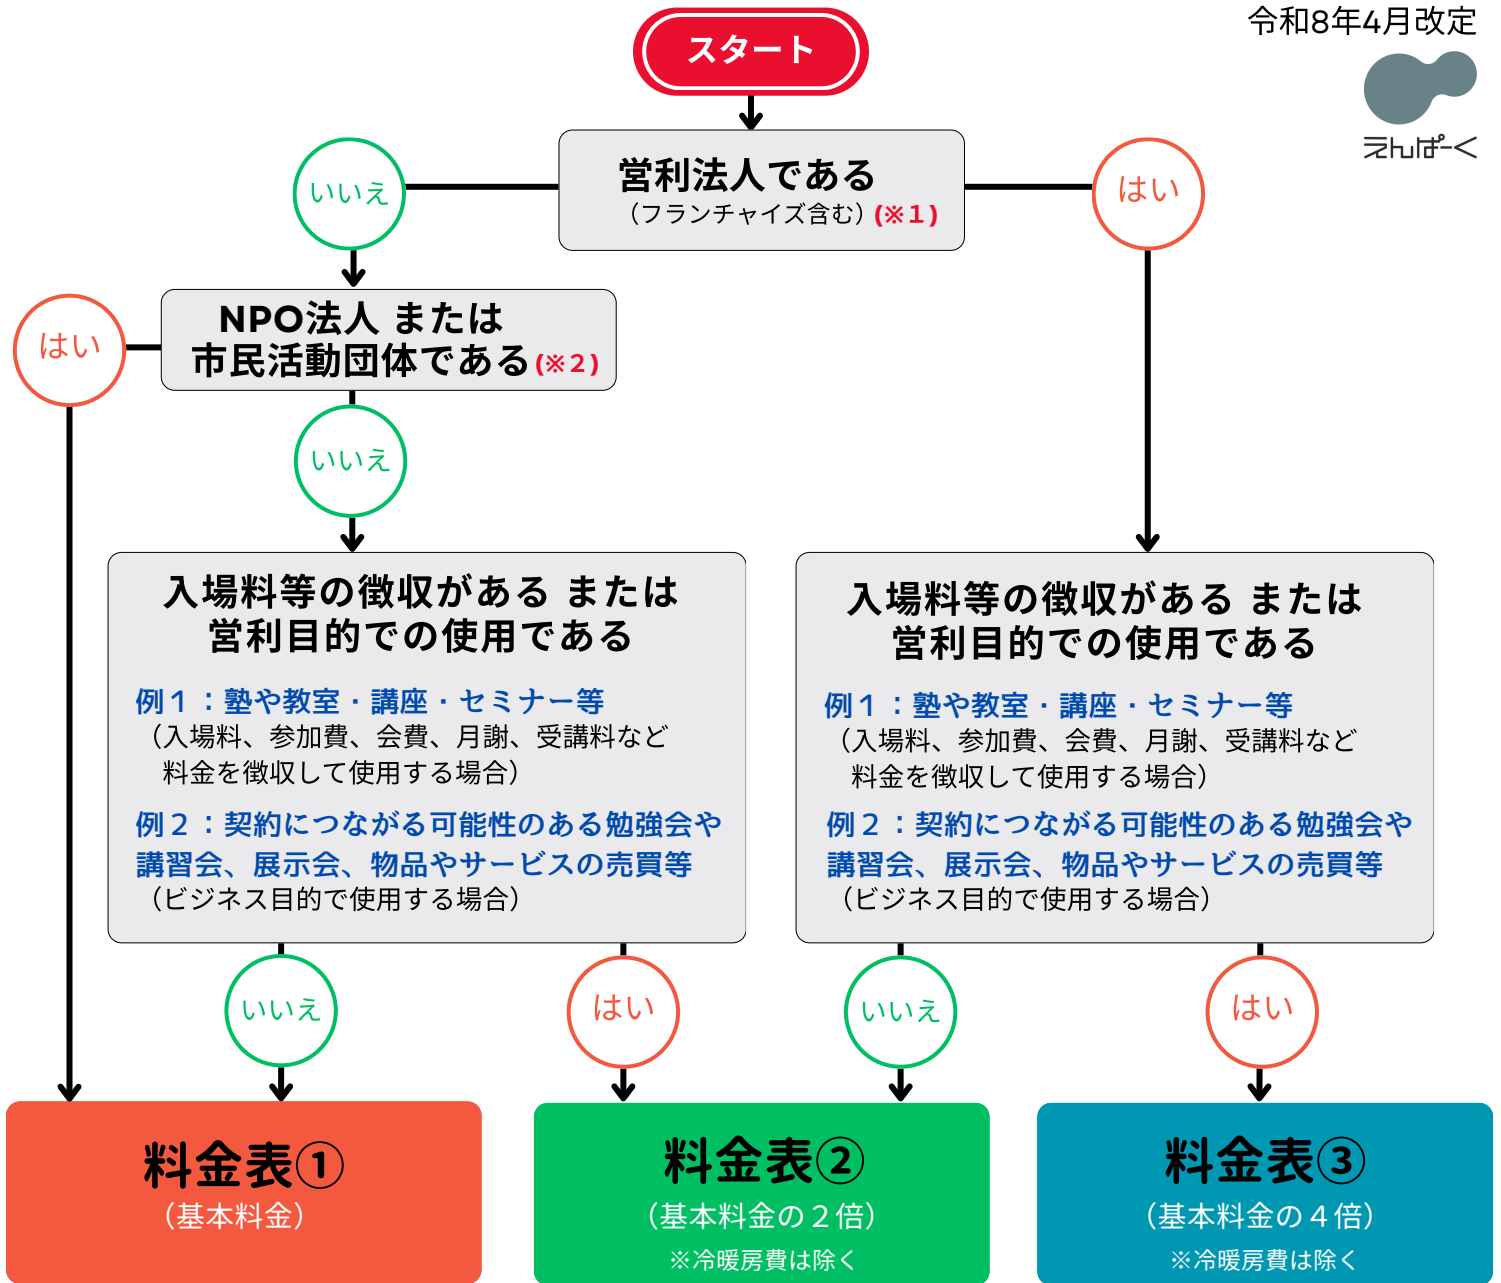 令和8年4月改定
えんぱーく
スタート
営利法人である
（フランチャイズ含む）(※１)
いいえ
はい
NPO法人 または
市民活動団体である(※２)
はい
いいえ
入場料等の徴収がある または
営利目的での使用である
例１：塾や教室・講座・セミナー等
（入場料、参加費、会費、月謝、受講料など
料金を徴収して使用する場合）
例２：契約につながる可能性のある勉強会や
講習会、展示会、物品やサービスの売買等
（ビジネス目的で使用する場合）
入場料等の徴収がある または
営利目的での使用である
例１：塾や教室・講座・セミナー等
（入場料、参加費、会費、月謝、受講料など
料金を徴収して使用する場合）
例２：契約につながる可能性のある勉強会や
講習会、展示会、物品やサービスの売買等
（ビジネス目的で使用する場合）
いいえ
はい
いいえ
はい
料金表①
（基本料金）
料金表②
（基本料金の２倍）
※冷暖房費は除く
料金表③
（基本料金の４倍）
※冷暖房費は除く